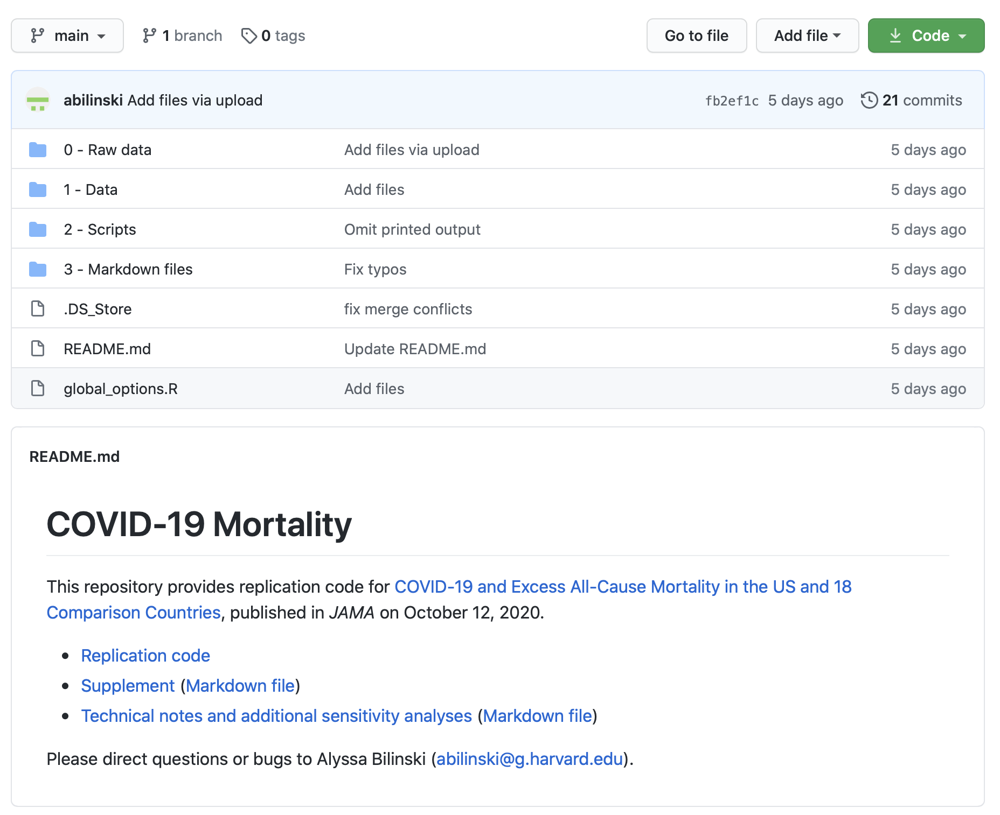 main 1 branch 0 tags Go to file Add file Code
abilinski Add files via upload fb2ef1c 5 days ago 21 commits
0 - Raw data Add files via upload 5 days ago
1 - Data Add files 5 days ago
2 - Scripts Omit printed output 5 days ago
3 - Markdown files Fix typos 5 days ago
.DS_Store fix merge conflicts 5 days ago
README.md Update README.md 5 days ago
global_options.R Add files 5 days ago
README.md
COVID-19 Mortality
This repository provides replication code for COVID-19 and Excess All-Cause Mortality in the US and 18
Comparison Countries, published in JAMA on October 12, 2020.
• Replication code
• Supplement (Markdown file)
• Technical notes and additional sensitivity analyses (Markdown file)
Please direct questions or bugs to Alyssa Bilinski (abilinski@g.harvard.edu).